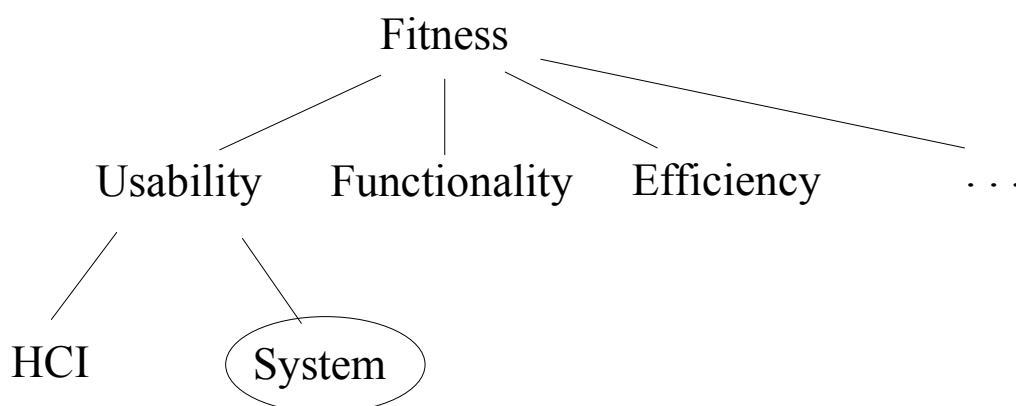 Fitness
Usability Functionality Efficiency . . .
HCI System